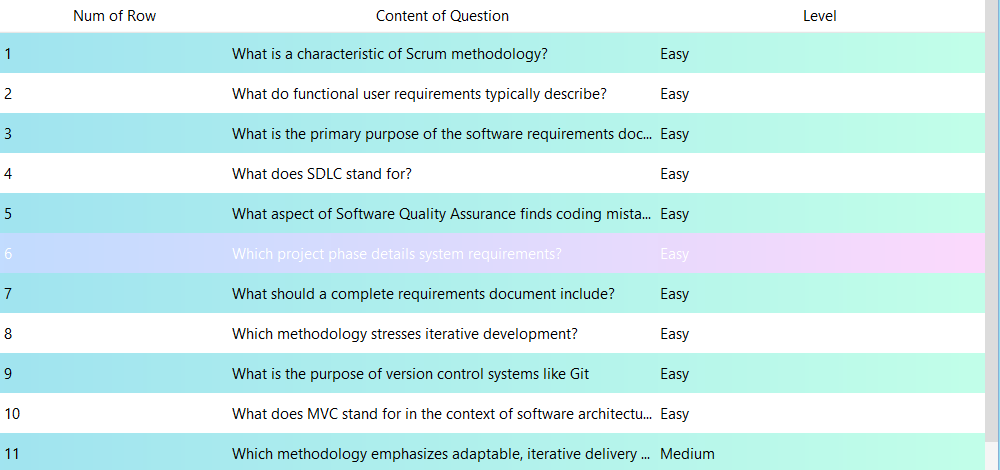 Num of Row Content of Question Level
1 What is a characteristic of Scrum methodology? Easy
2 What do functional user requirements typically describe? Easy
3 What is the primary purpose of the software requirements doc... Easy
4 What does SDLC stand for? Easy
5 What aspect of Software Quality Assurance finds coding mista... Easy
6 Which project phase details system requirements? Easy
7 What should a complete requirements document include? Easy
8 Which methodology stresses iterative development? Easy
9 What is the purpose of version control systems like Git Easy
10 What does MVC stand for in the context of software architectu... Easy
11 Which methodology emphasizes adaptable, iterative delivery ... Medium